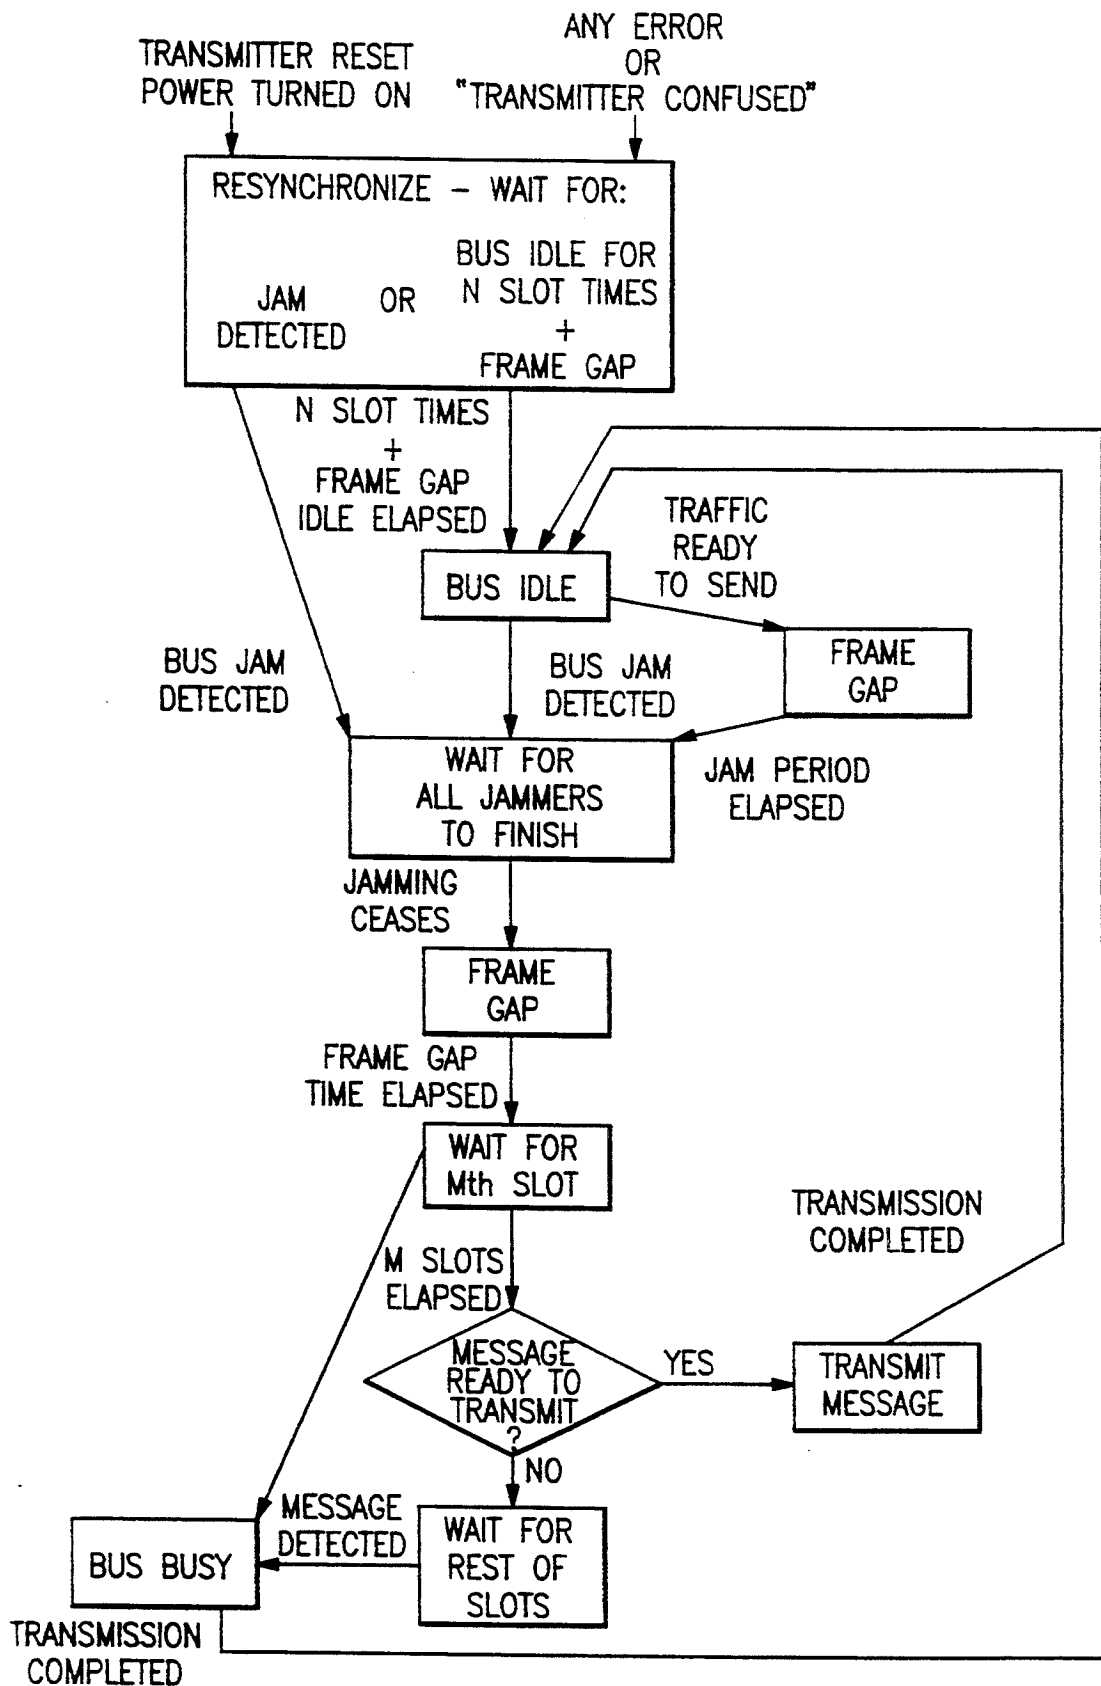 TRANSMITTER RESET
POWER TURNED ON
ANY ERROR
OR
"TRANSMITTER CONFUSED"
RESYNCHRONIZE – WAIT FOR:
JAM
DETECTED
OR
BUS IDLE FOR
N SLOT TIMES
+
FRAME GAP
N SLOT TIMES
+
FRAME GAP
IDLE ELAPSED
TRAFFIC
READY
TO SEND
BUS IDLE
BUS JAM
DETECTED
BUS JAM
DETECTED
FRAME
GAP
WAIT FOR
ALL JAMMERS
TO FINISH
JAM PERIOD
ELAPSED
JAMMING
CEASES
FRAME
GAP
FRAME GAP
TIME ELAPSED
WAIT FOR
Mth SLOT
TRANSMISSION
COMPLETED
M SLOTS
ELAPSED
MESSAGE
READY TO
TRANSMIT
?
YES
TRANSMIT
MESSAGE
NO
MESSAGE
DETECTED
WAIT FOR
REST OF
SLOTS
BUS BUSY
TRANSMISSION
COMPLETED